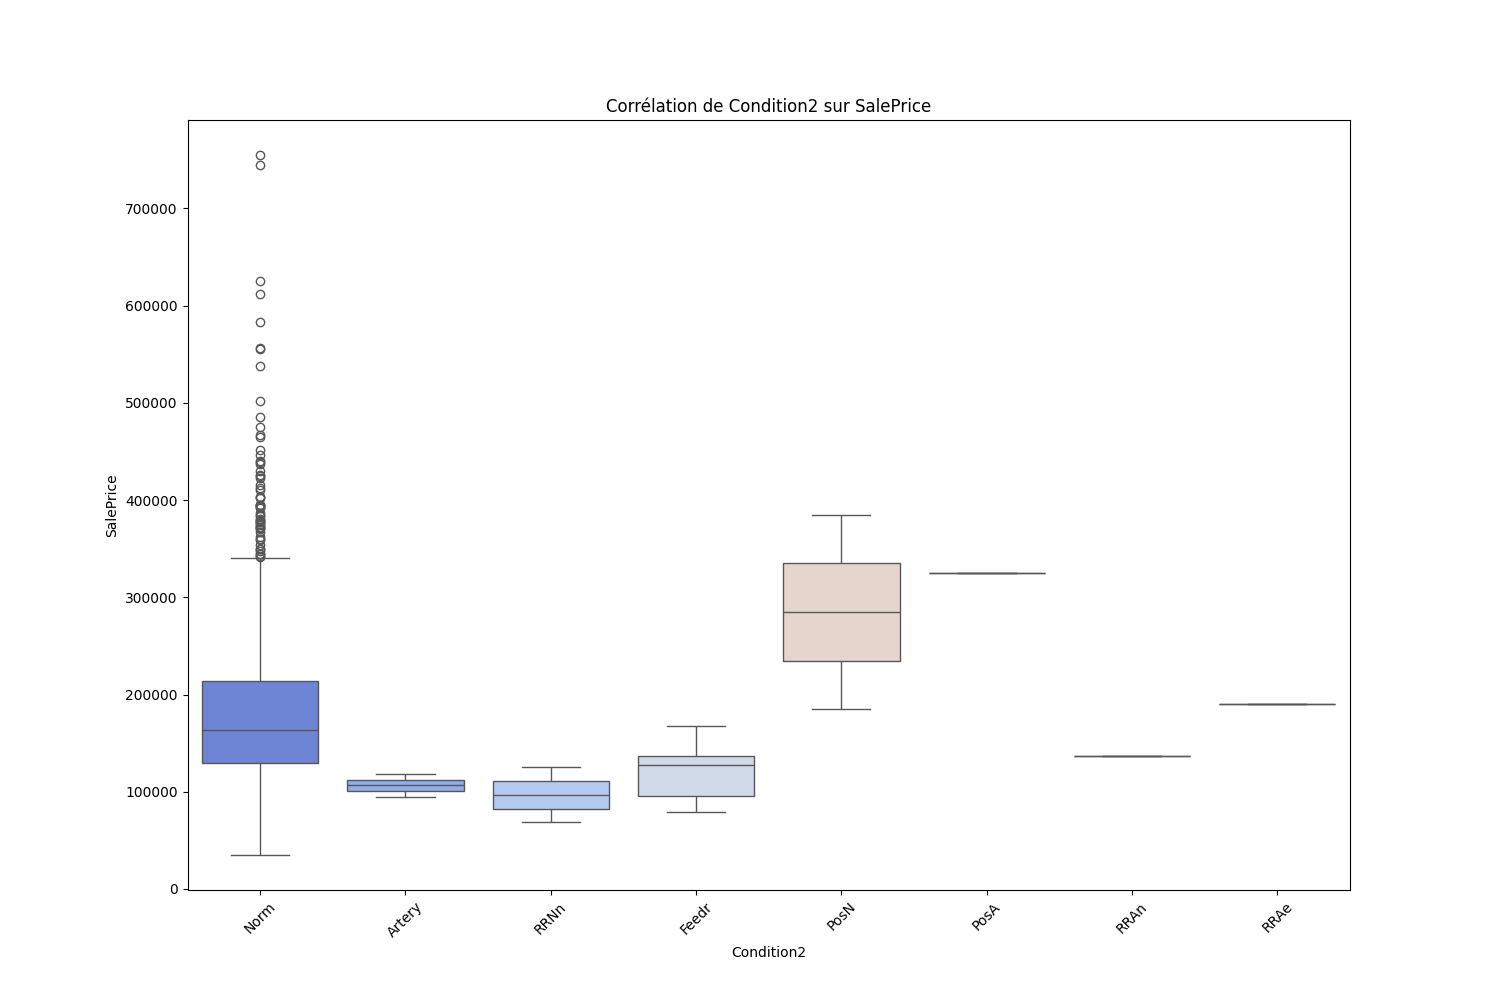 Corrélation de Condition2 sur SalePrice
700000
600000
500000
400000
300000
200000
100000
0
SalePrice
Norm
Artery
RRNn
Feedr
PosN
PosA
RRAn
RRAe
Condition2